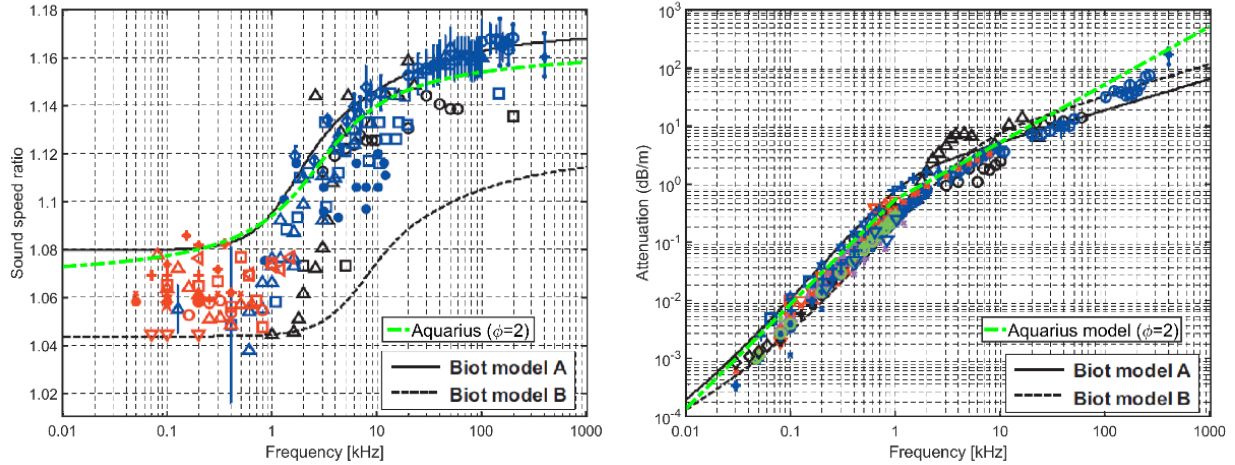 Sound speed ratio
1.18
1.16
1.14
1.12
1.10
1.08
1.06
1.04
1.02
Aquarius (ϕ=2)
Biot model A
Biot model B
0.01
0.1
1
10
100
1000
Frequency [kHz]
Attenuation (dB/m)
10³
10²
10¹
10⁰
10⁻¹
10⁻²
10⁻³
10⁻⁴
Aquarius model (ϕ=2)
Biot model A
Biot model B
0.01
0.1
1
10
100
1000
Frequency [kHz]